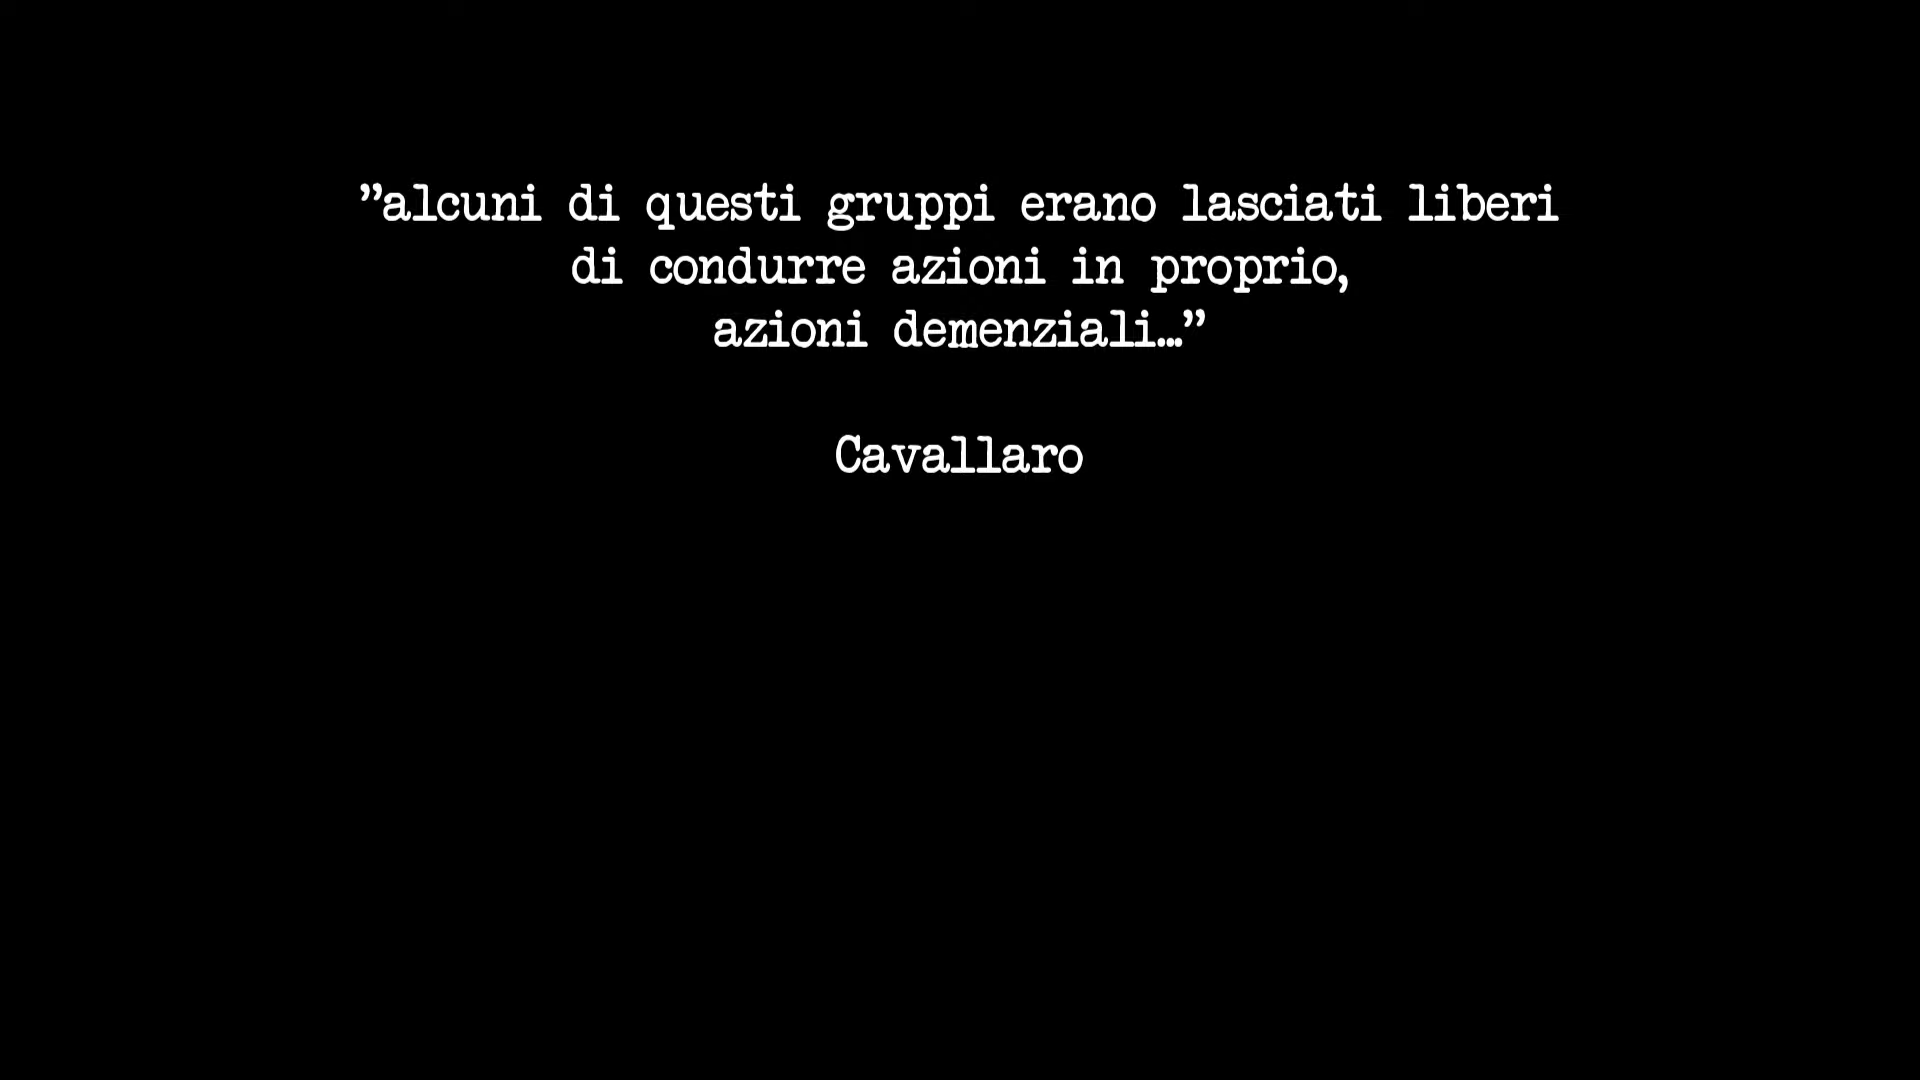 ”alcuni di questi gruppi erano lasciati liberi
di condurre azioni in proprio,
azioni demenziali...”
Cavallaro